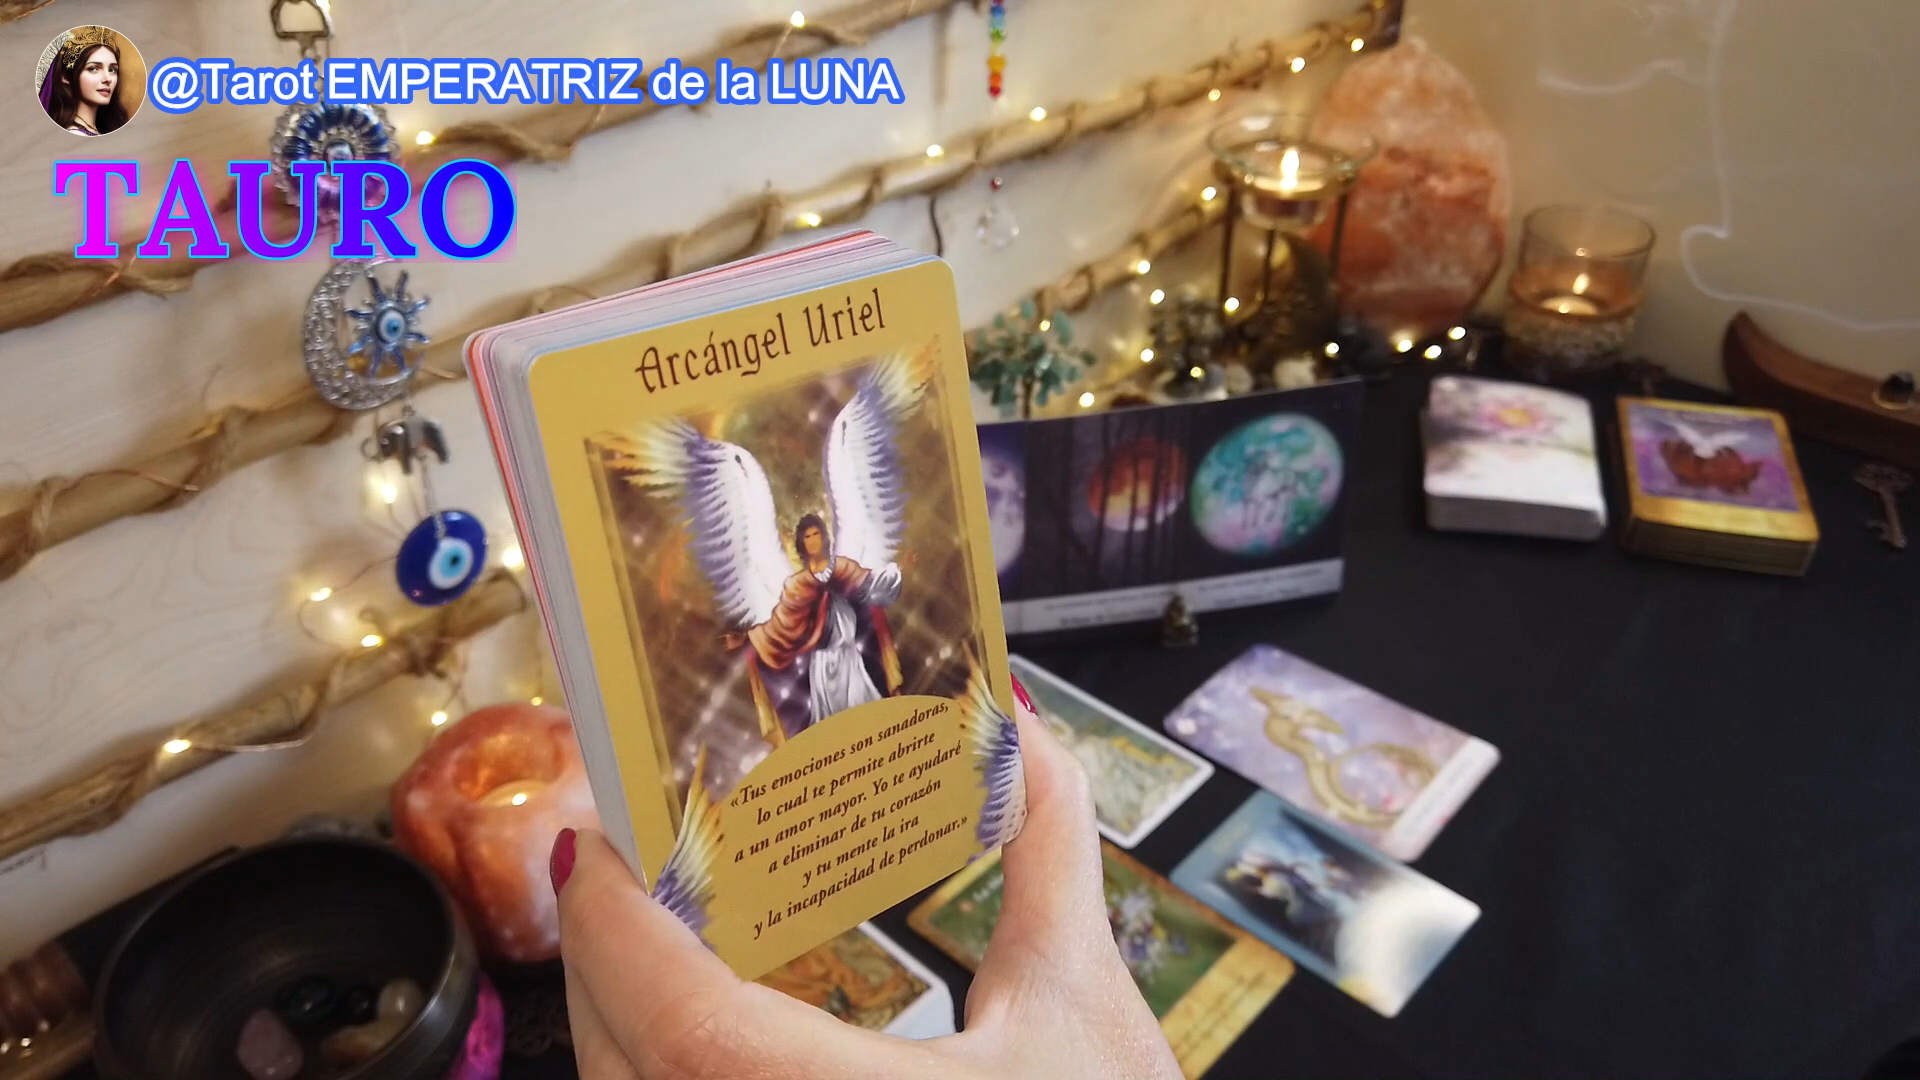 @Tarot EMPERATRIZ de la LUNA
TAURO
Arcángel Uriel
«Tus emociones son sanadoras,
lo cual te permite abrirte
a un amor mayor. Yo te ayudaré
a eliminar de tu corazón
y tu mente la ira
y la incapacidad de perdonar.»